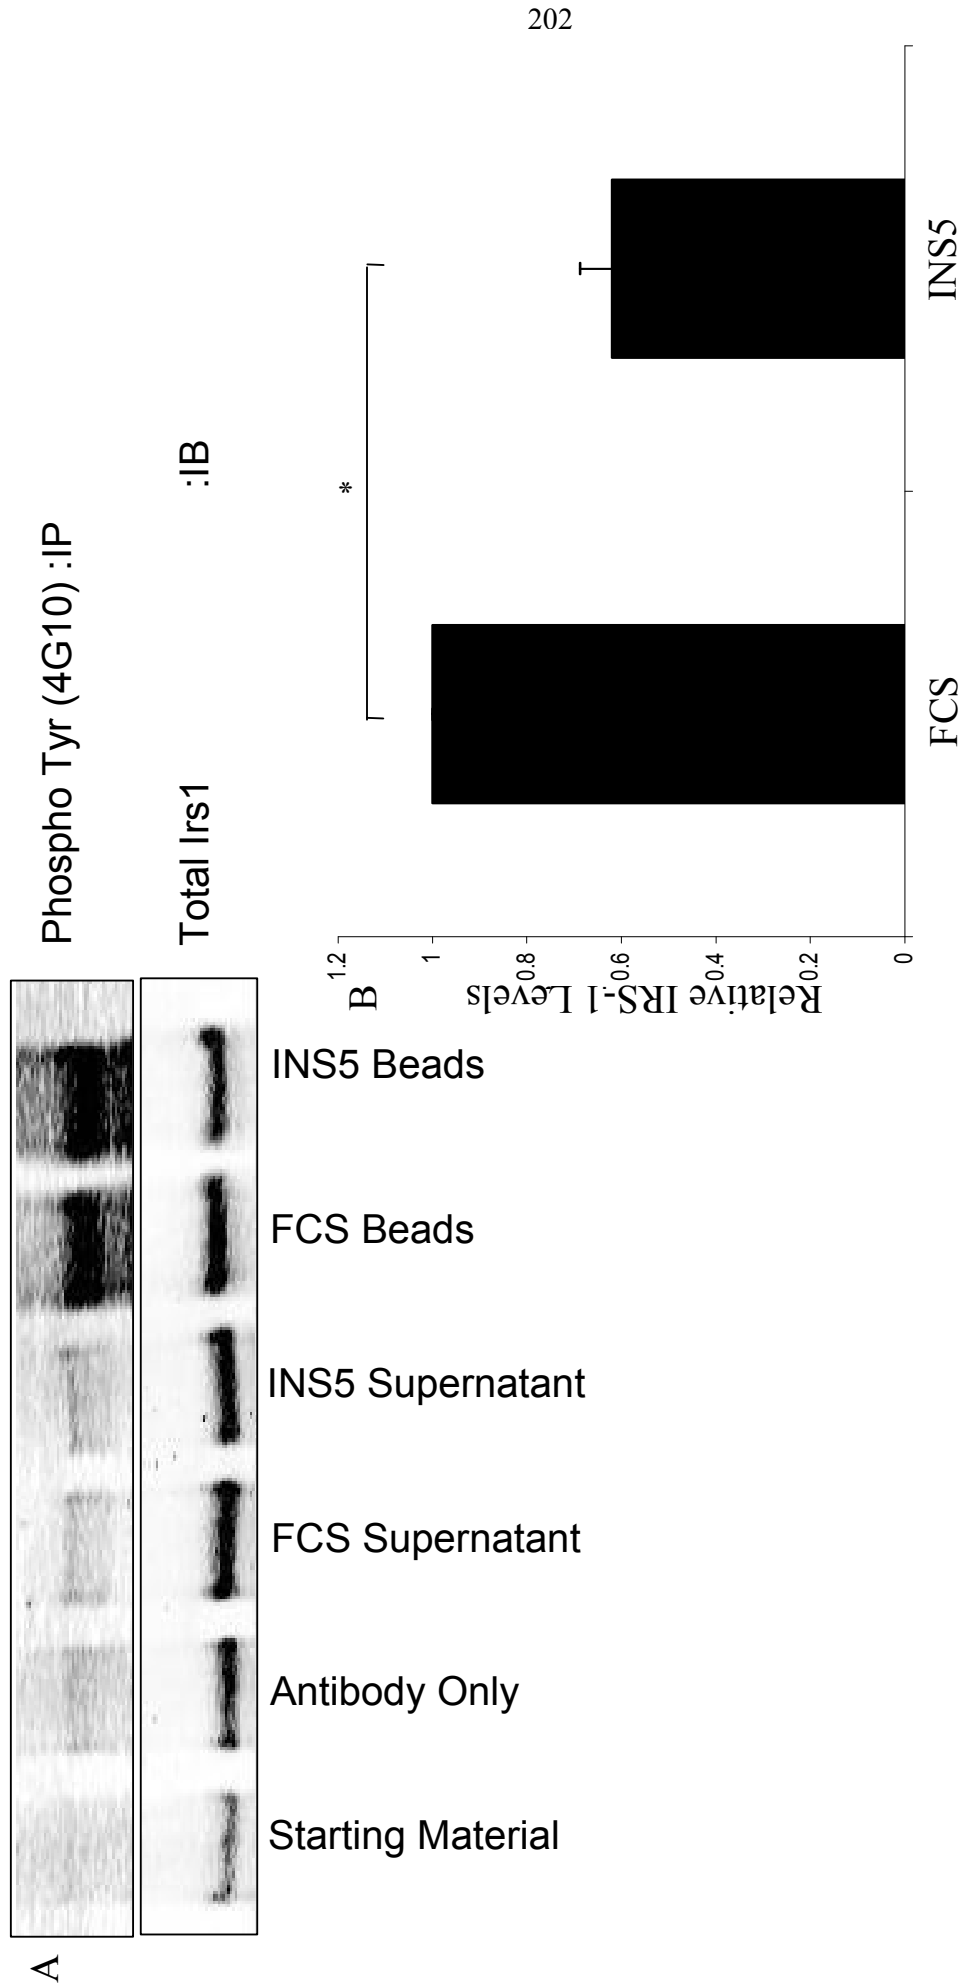 202
A
Phospho Tyr (4G10) :IP
Total Irs1 :IB
Starting Material
Antibody Only
FCS Supernatant
INS5 Supernatant
FCS Beads
INS5 Beads
B
Relative IRS-1 Levels
1.2
1
0.8
0.6
0.4
0.2
0
*
FCS
INS5